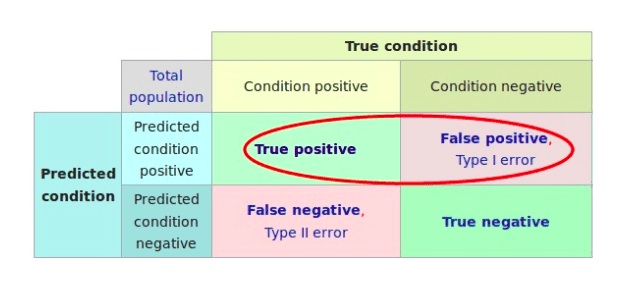 True condition
Total
population
Condition positive
Condition negative
Predicted
condition
Predicted
condition
positive
True positive
False positive,
Type I error
Predicted
condition
negative
False negative,
Type II error
True negative